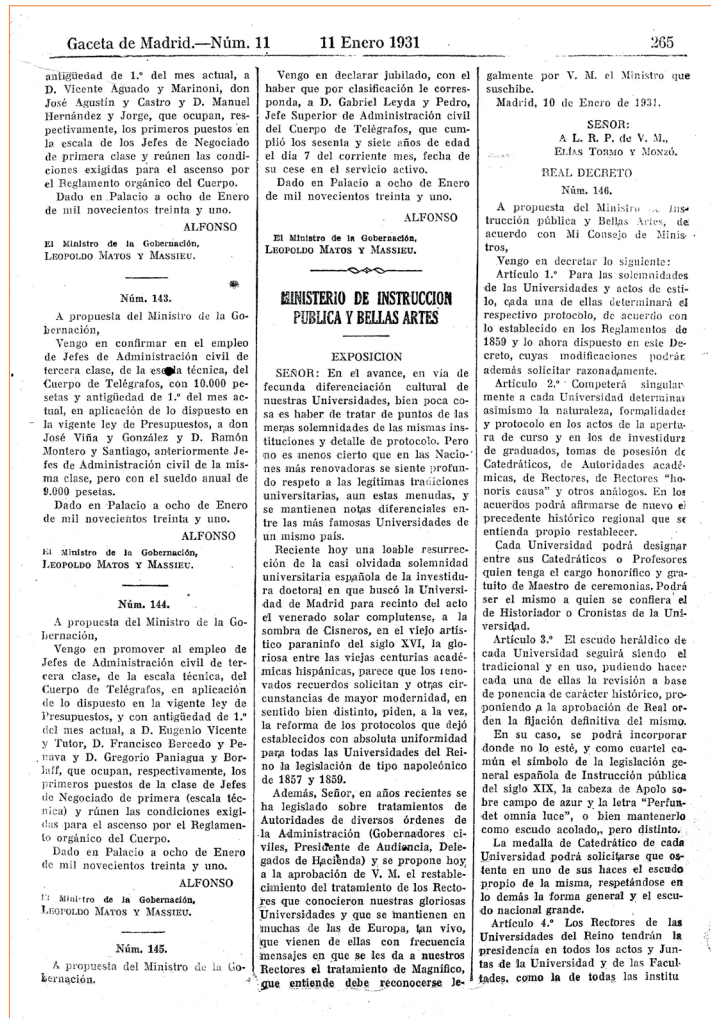 Gaceta de Madrid.—Núm. 11 11 Enero 1931 265
antigüedad de 1.º del mes actual, a
D. Vicente Aguado y Marinoni, don
José Agustín y Castro y D. Manuel
Hernández y Jorge, que ocupan, res-
pectivamente, los primeros puestos en
la escala de los Jefes de Negociado
de primera clase y reúnen las condi-
ciones exigidas para el ascenso por
el Reglamento orgánico del Cuerpo.
Dado en Palacio a ocho de Enero
de mil novecientos treinta y uno.
ALFONSO
El Ministro de la Gobernación,
LEOPOLDO MATOS Y MASSIEU.
Núm. 143.
A propuesta del Ministro de la Go-
bernación,
Vengo en confirmar en el empleo
de Jefes de Administración civil de
tercera clase, de la escala técnica, del
Cuerpo de Telégrafos, con 10.000 pe-
setas y antigüedad de 1.º del mes ac-
tual, en aplicación de lo dispuesto en
la vigente ley de Presupuestos, a don
José Viña y González y D. Ramón
Montero y Santiago, anteriormente Je-
fes de Administración civil de la mis-
ma clase, pero con el sueldo anual de
9.000 pesetas.
Dado en Palacio a ocho de Enero
de mil novecientos treinta y uno.
ALFONSO
El Ministro de la Gobernación,
LEOPOLDO MATOS Y MASSIEU.
Núm. 144.
A propuesta del Ministro de la Go-
bernación,
Vengo en promover al empleo de
Jefes de Administración civil de ter-
cera clase, de la escala técnica, del
Cuerpo de Telégrafos, en aplicación
de lo dispuesto en la vigente ley de
Presupuestos, y con antigüedad de 1.º
del mes actual, a D. Eugenio Vicente
y Tutor, D. Francisco Bercedo y Pe-
nava y D. Gregorio Paniagua y Bor-
laff, que ocupan, respectivamente, los
primeros puestos de la clase de Jefes
de Negociado de primera (escala téc-
nica) y rúnen las condiciones exigi-
das para el ascenso por el Reglamen-
to orgánico del Cuerpo.
Dado en Palacio a ocho de Enero
de mil novecientos treinta y uno.
ALFONSO
El Ministro de la Gobernación,
LEOPOLDO MATOS Y MASSIEU.
Núm. 145.
A propuesta del Ministro de la Go-
bernación.
Vengo en declarar jubilado, con el
haber que por clasificación le corres-
ponda, a D. Gabriel Leyda y Pedro,
Jefe Superior de Administración civil
del Cuerpo de Telégrafos, que cum-
plió los sesenta y siete años de edad
el día 7 del corriente mes, fecha de
su cese en el servicio activo.
Dado en Palacio a ocho de Enero
de mil novecientos treinta y uno.
ALFONSO
El Ministro de la Gobernación,
LEOPOLDO MATOS Y MASSIEU.
MINISTERIO DE INSTRUCCION
PUBLICA Y BELLAS ARTES
EXPOSICION
SEÑOR: En el avance, en vía de
fecunda diferenciación cultural de
nuestras Universidades, bien poca co-
sa es haber de tratar de puntos de las
meras solemnidades de las mismas ins-
tituciones y detalle de protocolo. Pero
no es menos cierto que en las Nacio-
nes más renovadoras se siente profun-
do respeto a las legítimas tradiciones
universitarias, aun estas menudas, y
se mantienen notas diferenciales en-
tre las más famosas Universidades de
un mismo país.
Reciente hoy una loable resurrec-
ción de la casi olvidada solemnidad
universitaria española de la investidu-
ra doctoral en que buscó la Universi-
dad de Madrid para recinto del acto
el venerado solar complutense, a la
sombra de Cisneros, en el viejo artís-
tico paraninfo del siglo XVI, la glo-
riosa entre las viejas centurias acadé-
micas hispánicas, parece que los reno-
vados recuerdos solicitan y otras cir-
cunstancias de mayor modernidad, en
sentido bien distinto, piden, a la vez,
la reforma de los protocolos que dejó
establecidos con absoluta uniformidad
para todas las Universidades del Rei-
no la legislación de tipo napoleónico
de 1857 y 1859.
Además, Señor, en años recientes se
ha legislado sobre tratamientos de
Autoridades de diversos órdenes de
la Administración (Gobernadores ci-
viles, Presidente de Audiencia, Dele-
gados de Hacienda) y se propone hoy
a la aprobación de V. M. el restable-
cimiento del tratamiento de los Recto-
res que conocieron nuestras gloriosas
Universidades y que se mantienen en
muchas de las de Europa, tan vivo,
que vienen de ellas con frecuencia
mensajes en que se les da a nuestros
Rectores el tratamiento de Magnífico,
que entiende debe reconocerse le-
galmente por V. M. el Ministro que
suscribe.
Madrid, 10 de Enero de 1931.
SEÑOR:
A L. R. P. de V. M.,
ELÍAS TORMO Y MONZÓ.
REAL DECRETO
Núm. 146.
A propuesta del Ministro de Ins-
trucción pública y Bellas Artes, de
acuerdo con Mi Consejo de Minis-
tros,
Vengo en decretar lo siguiente:
Artículo 1.º Para las solemnidades
de las Universidades y actos de esti-
lo, cada una de ellas determinará el
respectivo protocolo, de acuerdo con
lo establecido en los Reglamentos de
1859 y lo ahora dispuesto en este De-
creto, cuyas modificaciones podrán
además solicitar razonadamente.
Artículo 2.º Competerá singular-
mente a cada Universidad determinar
asimismo la naturaleza, formalidades
y protocolo en los actos de la apertu-
ra de curso y en los de investidura
de graduados, tomas de posesión de
Catedráticos, de Autoridades acadé-
micas, de Rectores, de Rectores "ho-
noris causa" y otros análogos. En los
acuerdos podrá afirmarse de nuevo el
precedente histórico regional que se
entienda propio restablecer.
Cada Universidad podrá designar
entre sus Catedráticos o Profesores
quien tenga el cargo honorífico y gra-
tuito de Maestro de ceremonias. Podrá
ser el mismo a quien se confiera el
de Historiador o Cronistas de la Uni-
versidad.
Artículo 3.º El escudo heráldico de
cada Universidad seguirá siendo el
tradicional y en uso, pudiendo hacer
cada una de ellas la revisión a base
de ponencia de carácter histórico, pro-
poniendo a la aprobación de Real or-
den la fijación definitiva del mismo.
En su caso, se podrá incorporar
donde no lo esté, y como cuartel co-
mún el símbolo de la legislación ge-
neral española de Instrucción pública
del siglo XIX, la cabeza de Apolo so-
bre campo de azur y la letra "Perfun-
det omnia luce", o bien mantenerlo
como escudo acolado,, pero distinto.
La medalla de Catedrático de cada
Universidad podrá solicitarse que os-
tente en uno de sus haces el escudo
propio de la misma, respetándose en
lo demás la forma general y el escu-
do nacional grande.
Artículo 4.º Los Rectores de las
Universidades del Reino tendrán la
presidencia en todos los actos y Jun-
tas de la Universidad y de las Facul-
tades, como la de todas las institu